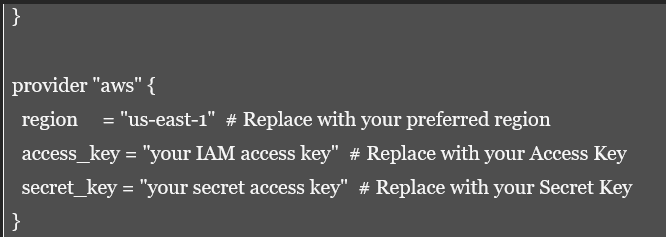 }
provider "aws" {
region = "us-east-1" # Replace with your preferred region
access_key = "your IAM access key" # Replace with your Access Key
secret_key = "your secret access key" # Replace with your Secret Key
}